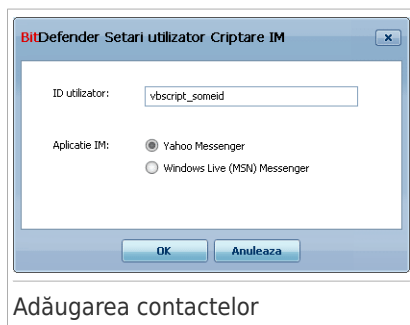 BitDefender Setari utilizator Criptare IM
ID utilizator: vbscript_someid
Aplicatie IM: Yahoo Messenger
Windows Live (MSN) Messenger
OK Anuleaza
Adăugarea contactelor